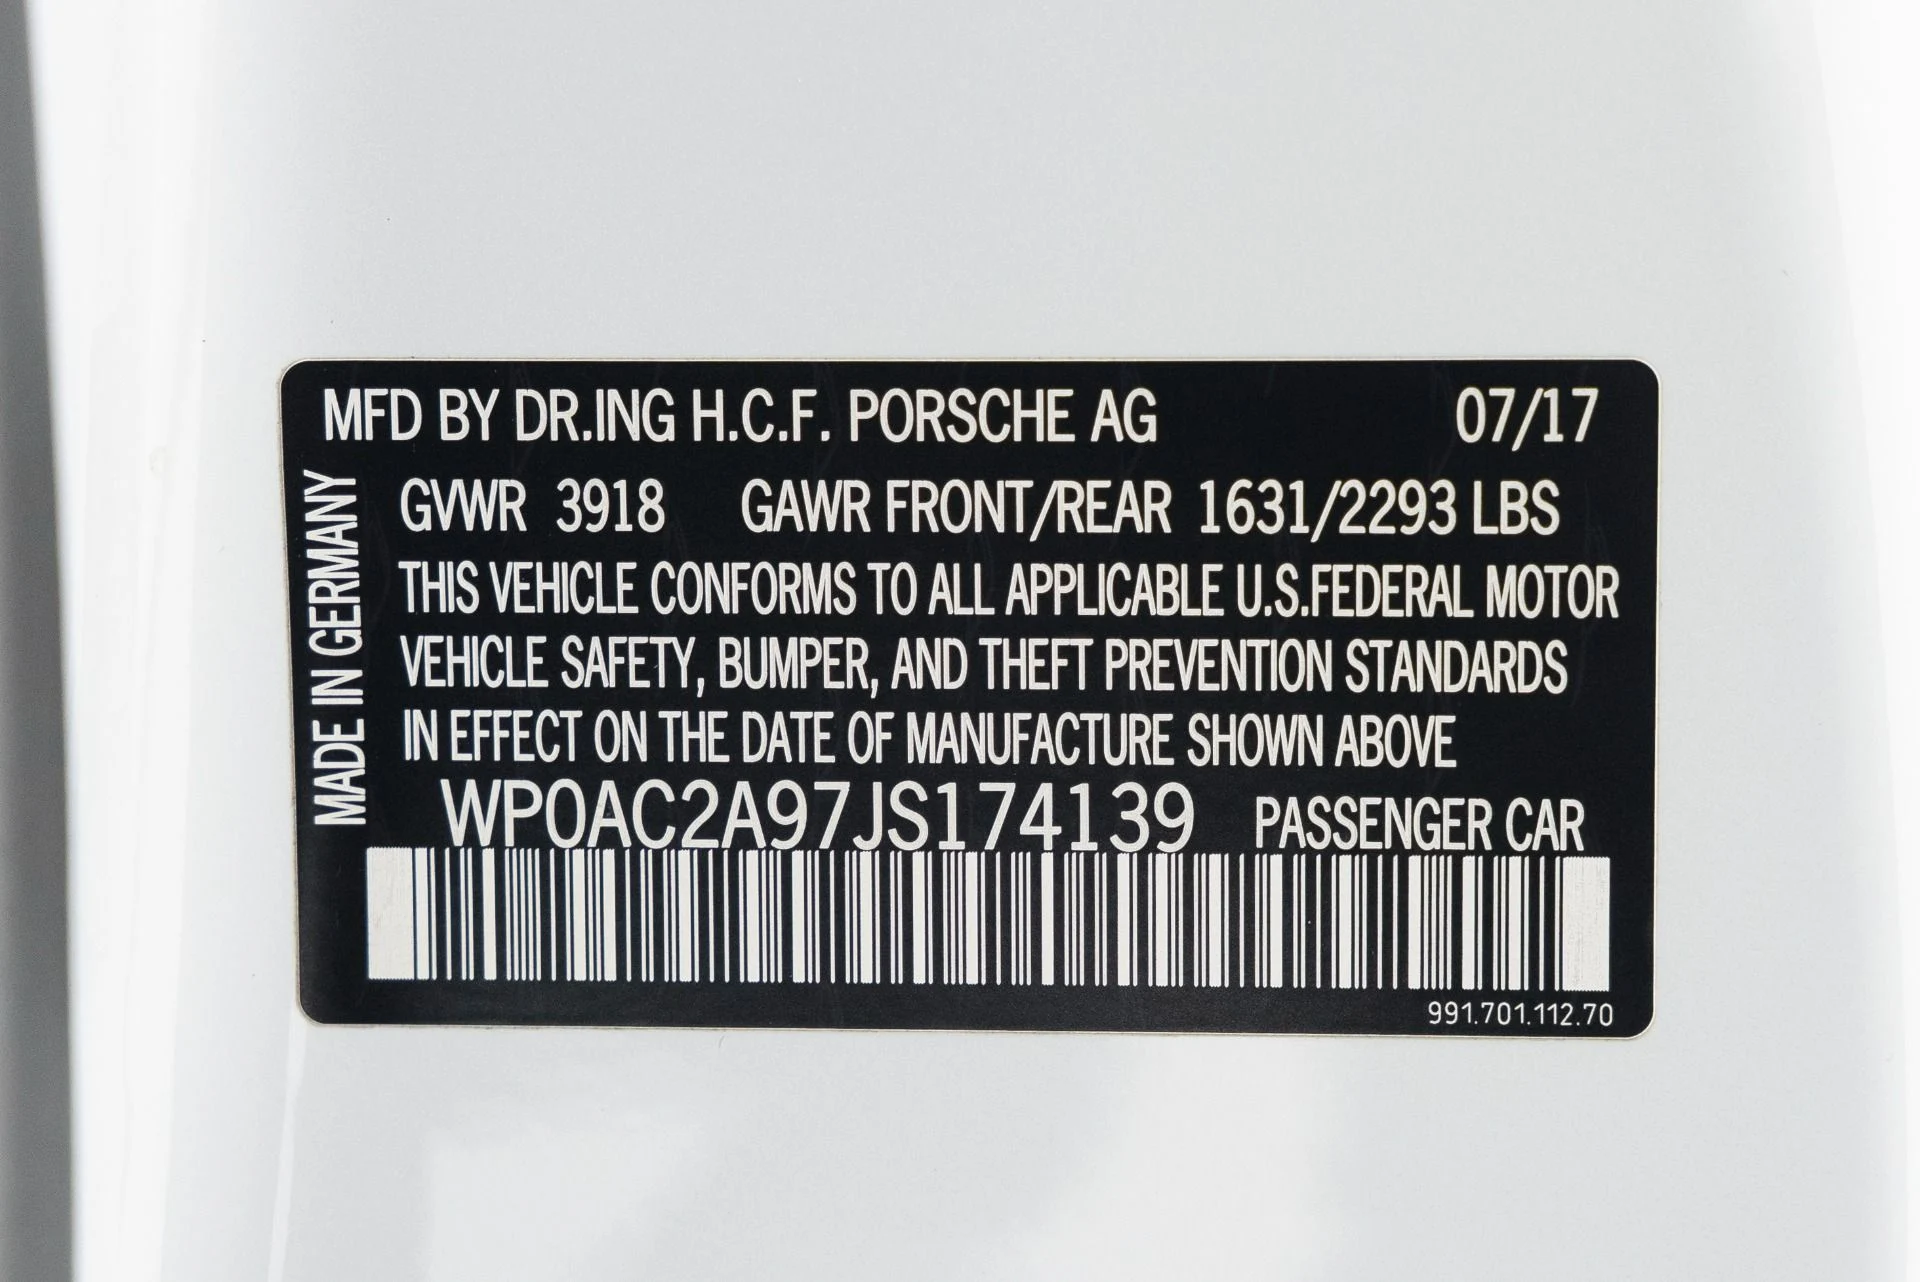 MFD BY DR.ING H.C.F. PORSCHE AG 07/17
MADE IN GERMANY
GVWR 3918 GAWR FRONT/REAR 1631/2293 LBS
THIS VEHICLE CONFORMS TO ALL APPLICABLE U.S.FEDERAL MOTOR
VEHICLE SAFETY, BUMPER, AND THEFT PREVENTION STANDARDS
IN EFFECT ON THE DATE OF MANUFACTURE SHOWN ABOVE
WP0AC2A97JS174139 PASSENGER CAR
991.701.112.70